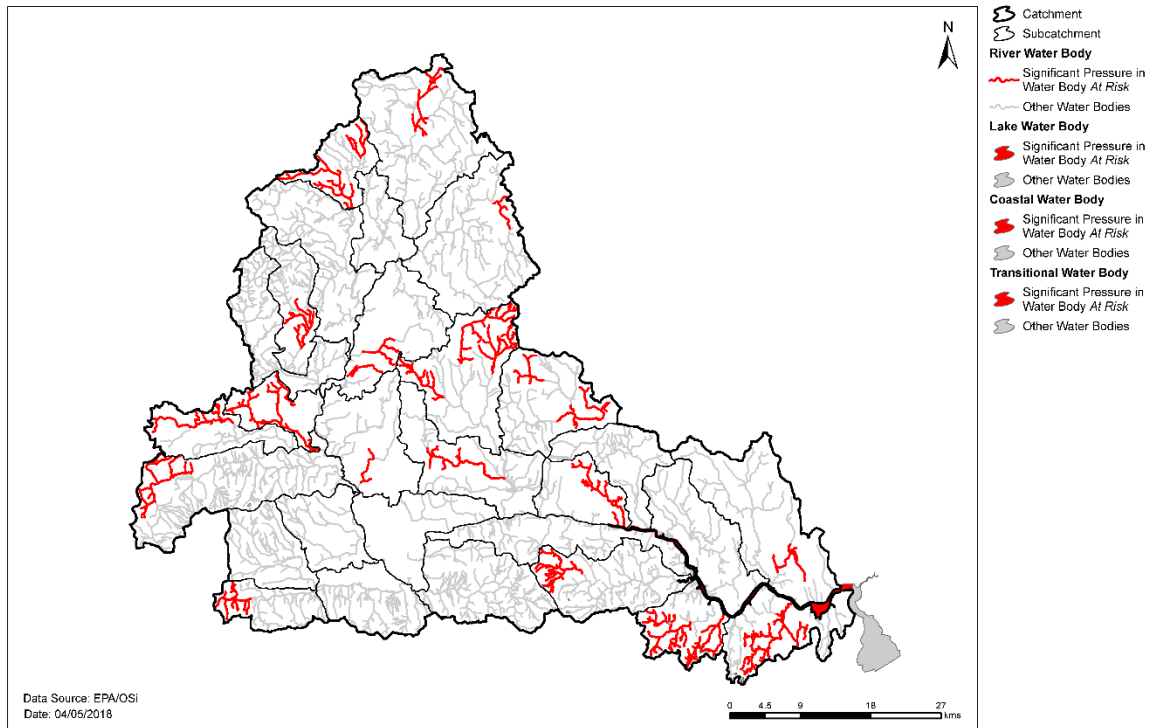 N
Catchment
Subcatchment
River Water Body
Significant Pressure in
Water Body At Risk
Other Water Bodies
Lake Water Body
Significant Pressure in
Water Body At Risk
Other Water Bodies
Coastal Water Body
Significant Pressure in
Water Body At Risk
Other Water Bodies
Transitional Water Body
Significant Pressure in
Water Body At Risk
Other Water Bodies
Data Source: EPA/OSi
Date: 04/05/2018
0 4.5 9 18 27
kms